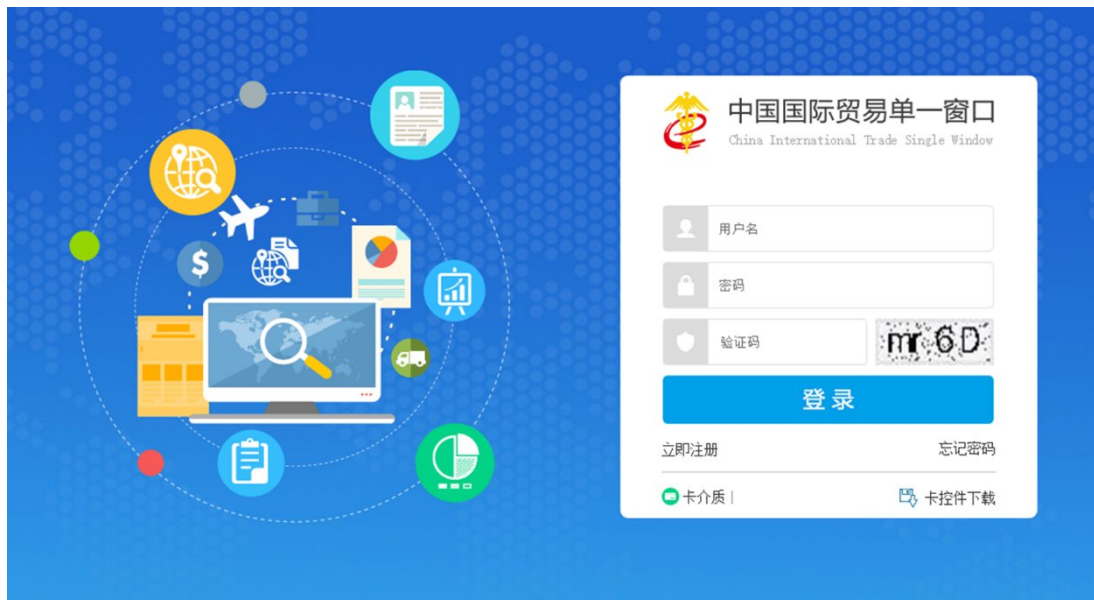 中国国际贸易单一窗口
China International Trade Single Window
用户名
密码
验证码
mr6D
登录
立即注册
忘记密码
卡介质 |
卡控件下载